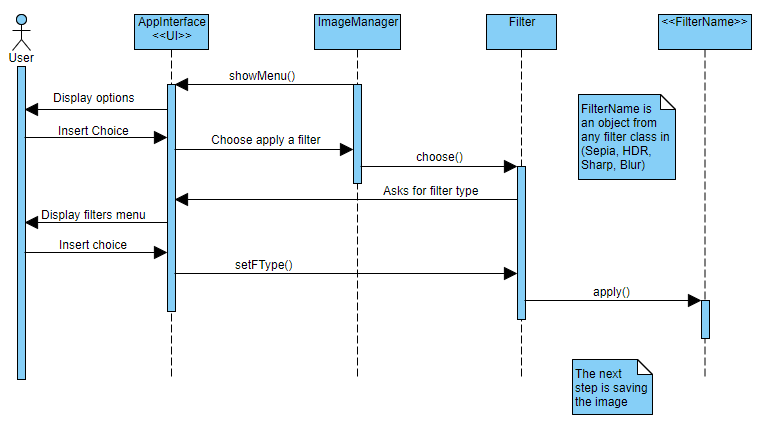 AppInterface
<<UI>>
ImageManager
Filter
<<FilterName>>
User
showMenu()
Display options
Insert Choice
Choose apply a filter
choose()
FilterName is
an object from
any filter class in
(Sepia, HDR,
Sharp, Blur)
Asks for filter type
Display filters menu
Insert choice
setFType()
apply()
The next
step is saving
the image